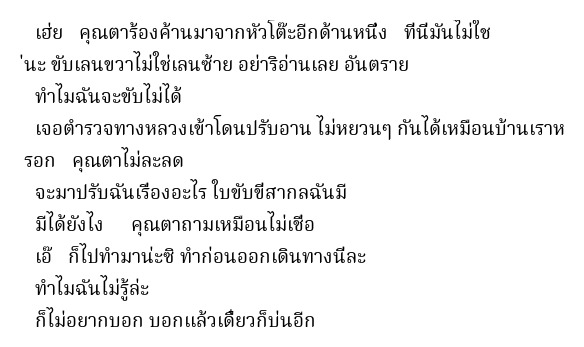 เฮ่ย คุณตาร้องค้านมาจากหัวโต๊ะอีกด้านหนึ่ง ที่นี่มันไม่ใช
่นะ ขับเลนขวาไม่ใช่เลนซ้าย อย่าริอ่านเลย อันตราย
ทำไมฉันจะขับไม่ได้
เจอตำรวจทางหลวงเข้าโดนปรับอาน ไม่หยวนๆ กันได้เหมือนบ้านเราห
รอก คุณตาไม่ละลด
จะมาปรับฉันเรื่องอะไร ใบขับขี่สากลฉันมี
มีได้ยังไง คุณตาถามเหมือนไม่เชื่อ
เอ๊ ก็ไปทำมาน่ะซิ ทำก่อนออกเดินทางนี่ละ
ทำไมฉันไม่รู้ล่ะ
ก็ไม่อยากบอก บอกแล้วเดี๋ยวก็บ่นอีก